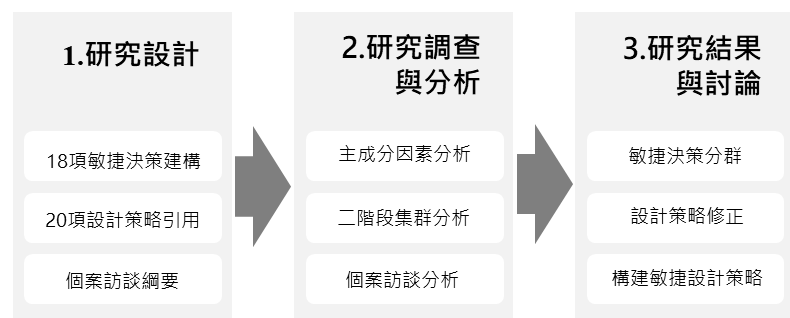 1.研究設計
18項敏捷決策建構
20項設計策略引用
個案訪談綱要
2.研究調查
與分析
主成分因素分析
二階段集群分析
個案訪談分析
3.研究結果
與討論
敏捷決策分群
設計策略修正
構建敏捷設計策略